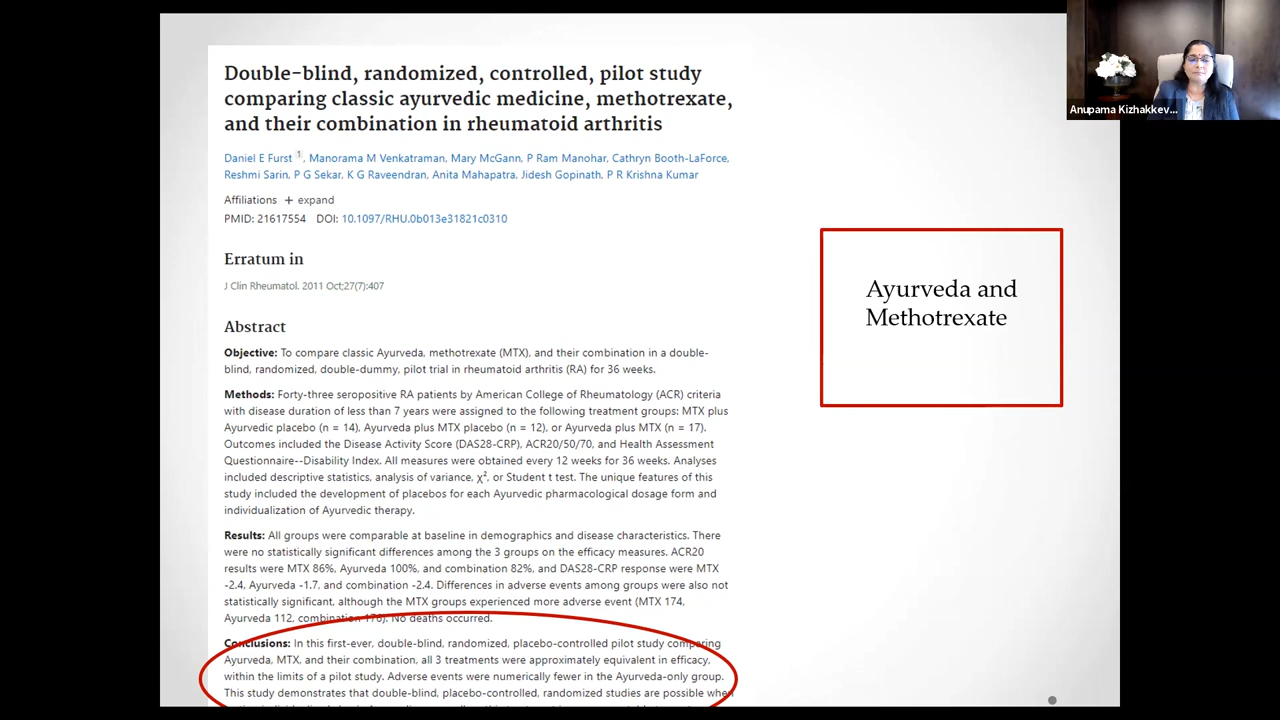 Double-blind, randomized, controlled, pilot study
comparing classic ayurvedic medicine, methotrexate,
and their combination in rheumatoid arthritis
Daniel E Furst 1, Manorama M Venkatraman, Mary McGann, P Ram Manohar, Cathryn Booth-LaForce,
Reshmi Sarin, P G Sekar, K G Raveendran, Anita Mahapatra, Jidesh Gopinath, P R Krishna Kumar
Affiliations + expand
PMID: 21617554 DOI: 10.1097/RHU.0b013e31821c0310
Erratum in
J Clin Rheumatol. 2011 Oct;27(7):407
Abstract
Objective: To compare classic Ayurveda, methotrexate (MTX), and their combination in a double-
blind, randomized, double-dummy, pilot trial in rheumatoid arthritis (RA) for 36 weeks.
Methods: Forty-three seropositive RA patients by American College of Rheumatology (ACR) criteria
with disease duration of less than 7 years were assigned to the following treatment groups: MTX plus
Ayurvedic placebo (n = 14), Ayurveda plus MTX placebo (n = 12), or Ayurveda plus MTX (n = 17).
Outcomes included the Disease Activity Score (DAS28-CRP), ACR20/50/70, and Health Assessment
Questionnaire--Disability Index. All measures were obtained every 12 weeks for 36 weeks. Analyses
included descriptive statistics, analysis of variance, χ², or Student t test. The unique features of this
study included the development of placebos for each Ayurvedic pharmacological dosage form and
individualization of Ayurvedic therapy.
Results: All groups were comparable at baseline in demographics and disease characteristics. There
were no statistically significant differences among the 3 groups on the efficacy measures. ACR20
results were MTX 86%, Ayurveda 100%, and combination 82%, and DAS28-CRP response were MTX
-2.4, Ayurveda -1.7, and combination -2.4. Differences in adverse events among groups were also not
statistically significant, although the MTX groups experienced more adverse event (MTX 174,
Ayurveda 112, combination 176). No deaths occurred.
Conclusions: In this first-ever, double-blind, randomized, placebo-controlled pilot study comparing
Ayurveda, MTX, and their combination, all 3 treatments were approximately equivalent in efficacy,
within the limits of a pilot study. Adverse events were numerically fewer in the Ayurveda-only group.
This study demonstrates that double-blind, placebo-controlled, randomized studies are possible when
Ayurveda and
Methotrexate
Anupama Kizhakkev...